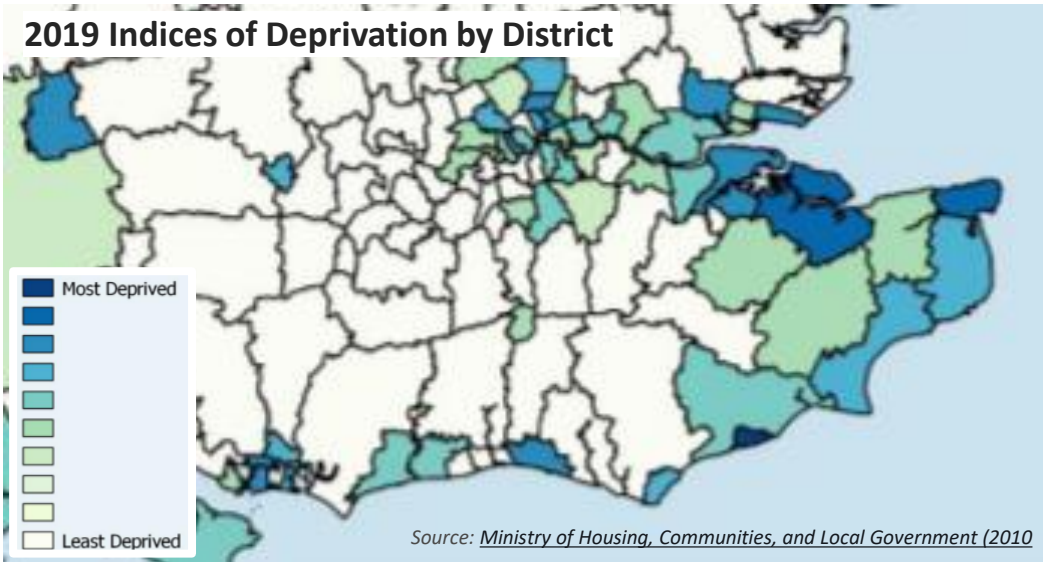 2019 Indices of Deprivation by District
Most Deprived
Least Deprived
Source: Ministry of Housing, Communities, and Local Government (2010